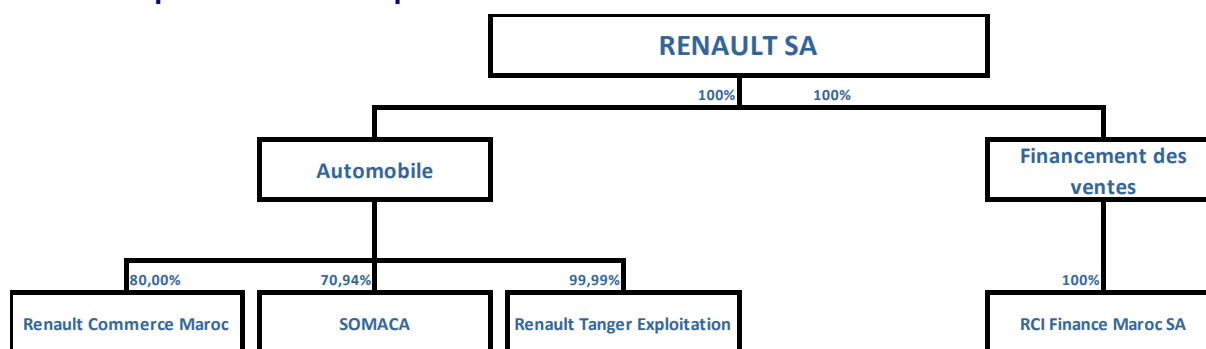 RENAULT SA
100% 100%
Automobile
Financement des
ventes
80,00% 70,94% 99,99% 100%
Renault Commerce Maroc SOMACA Renault Tanger Exploitation RCI Finance Maroc SA